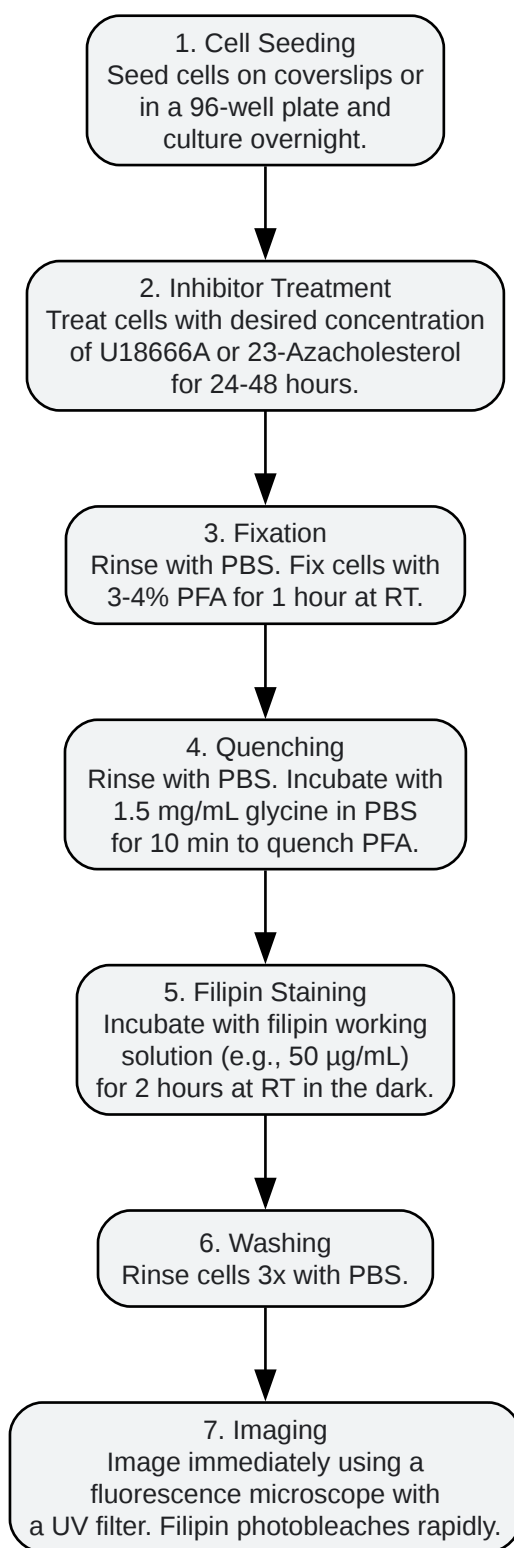 1. Cell Seeding
Seed cells on coverslips or
in a 96-well plate and
culture overnight.
2. Inhibitor Treatment
Treat cells with desired concentration
of U18666A or 23-Azacholesterol
for 24-48 hours.
3. Fixation
Rinse with PBS. Fix cells with
3-4% PFA for 1 hour at RT.
4. Quenching
Rinse with PBS. Incubate with
1.5 mg/mL glycine in PBS
for 10 min to quench PFA.
5. Filipin Staining
Incubate with filipin working
solution (e.g., 50 µg/mL)
for 2 hours at RT in the dark.
6. Washing
Rinse cells 3x with PBS.
7. Imaging
Image immediately using a
fluorescence microscope with
a UV filter. Filipin photobleaches rapidly.